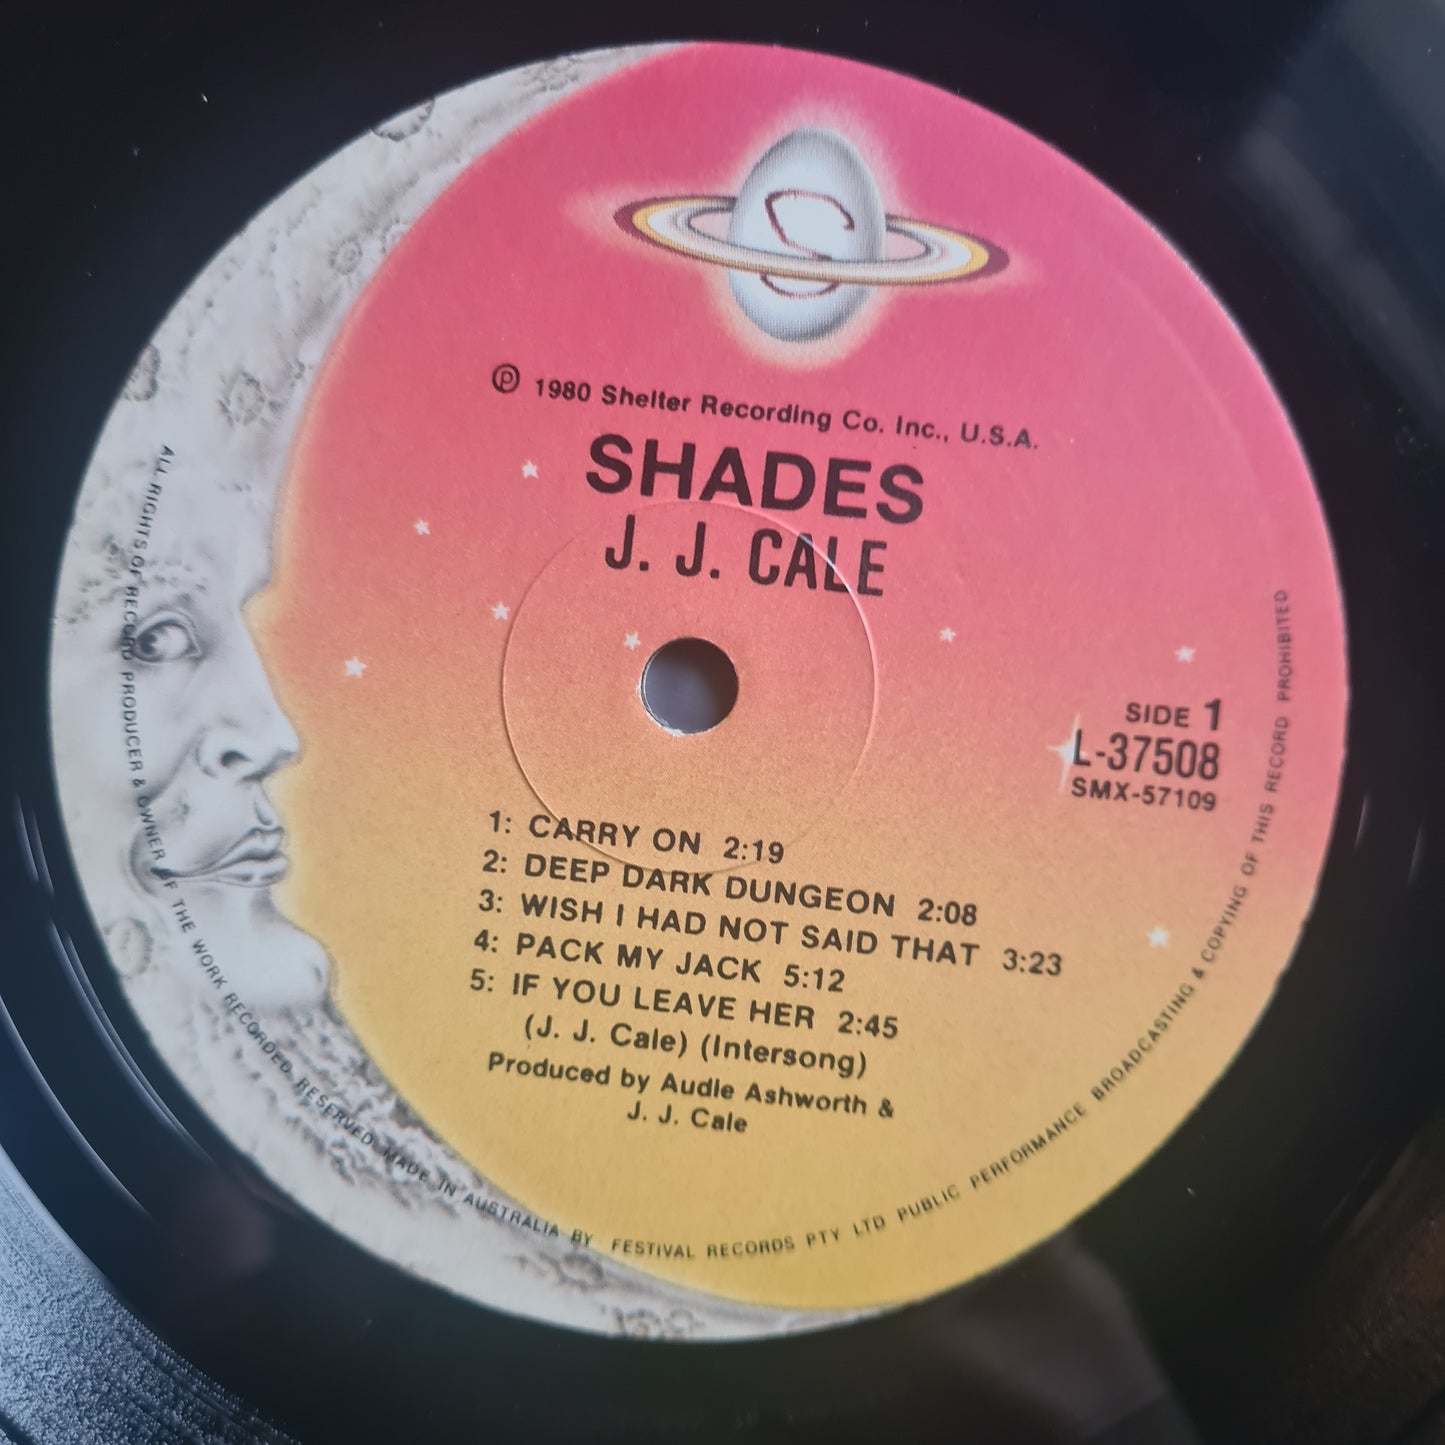 ℗ 1980 Shelter Recording Co. Inc., U.S.A.
SHADES
J. J. CALE
SIDE 1
L-37508
SMX-57109
1: CARRY ON 2:19
2: DEEP DARK DUNGEON 2:08
3: WISH I HAD NOT SAID THAT 3:23
4: PACK MY JACK 5:12
5: IF YOU LEAVE HER 2:45
(J. J. Cale) (Intersong)
Produced by Audie Ashworth &
J. J. Cale
ALL RIGHTS OF RECORD PRODUCER & OWNER OF THE WORK RECORDED RESERVED MADE IN AUSTRALIA BY FESTIVAL RECORDS PTY LTD PUBLIC PERFORMANCE BROADCASTING & COPYING OF THIS RECORD PROHIBITED